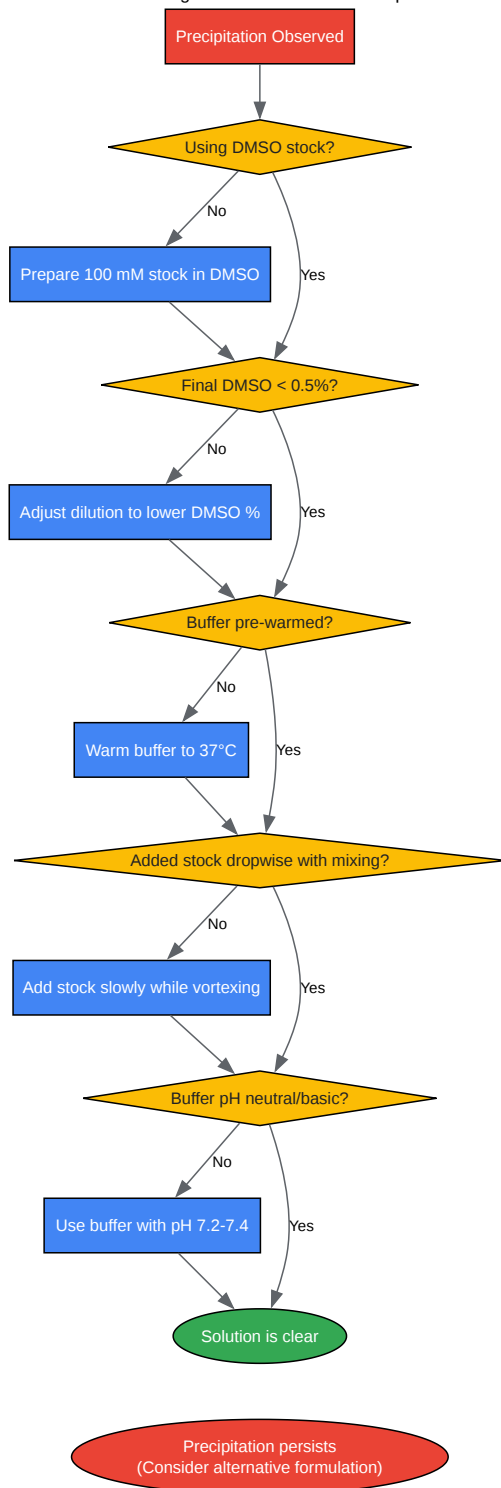 Precipitation Observed
Using DMSO stock?
No
Prepare 100 mM stock in DMSO
Yes
Final DMSO < 0.5%?
No
Adjust dilution to lower DMSO %
Yes
Buffer pre-warmed?
No
Warm buffer to 37°C
Yes
Added stock dropwise with mixing?
No
Add stock slowly while vortexing
Yes
Buffer pH neutral/basic?
No
Use buffer with pH 7.2-7.4
Yes
Solution is clear
Precipitation persists
(Consider alternative formulation)